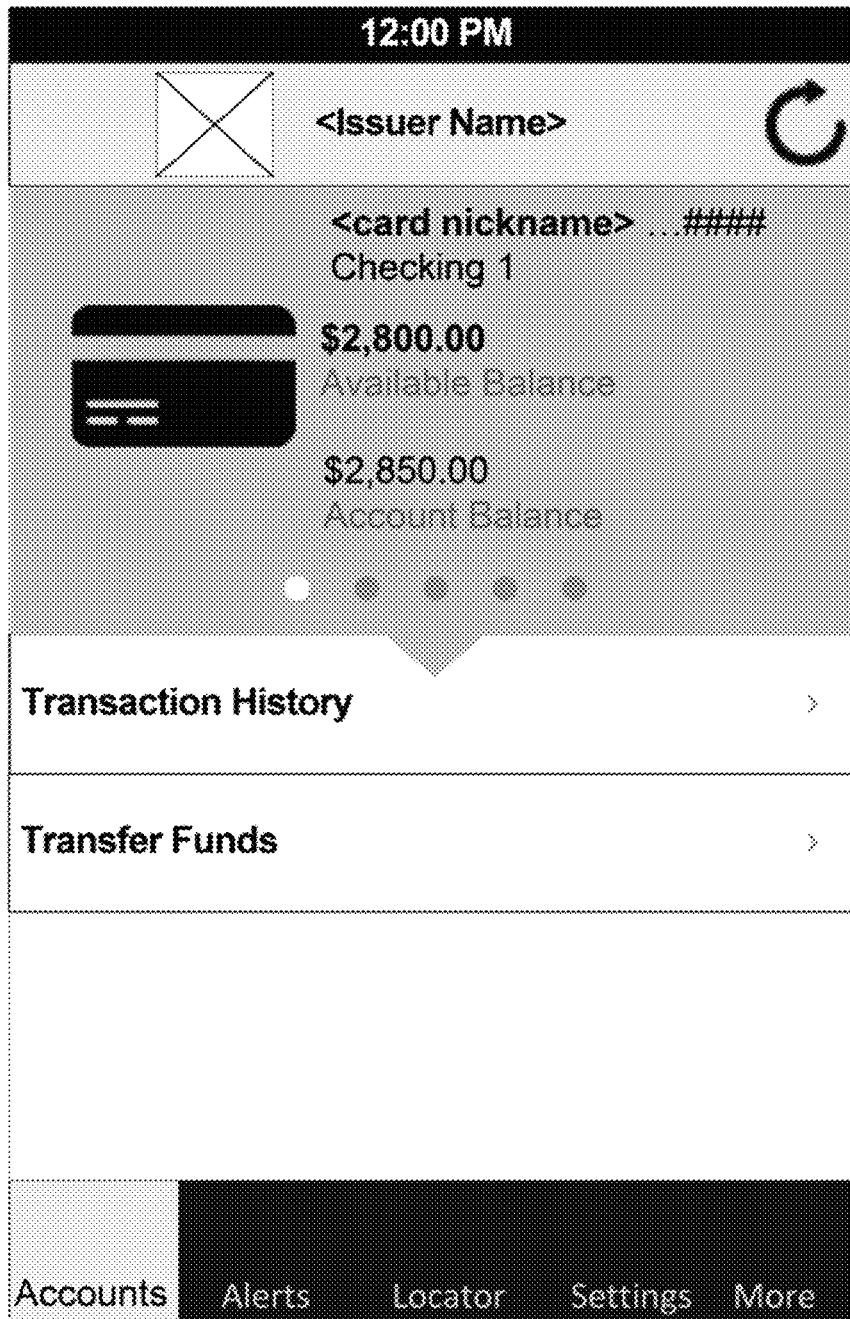 12:00 PM
<Issuer Name>
<card nickname> ...####
Checking 1
$2,800.00
Available Balance
$2,850.00
Account Balance
Transaction History
Transfer Funds
Accounts Alerts Locator Settings More